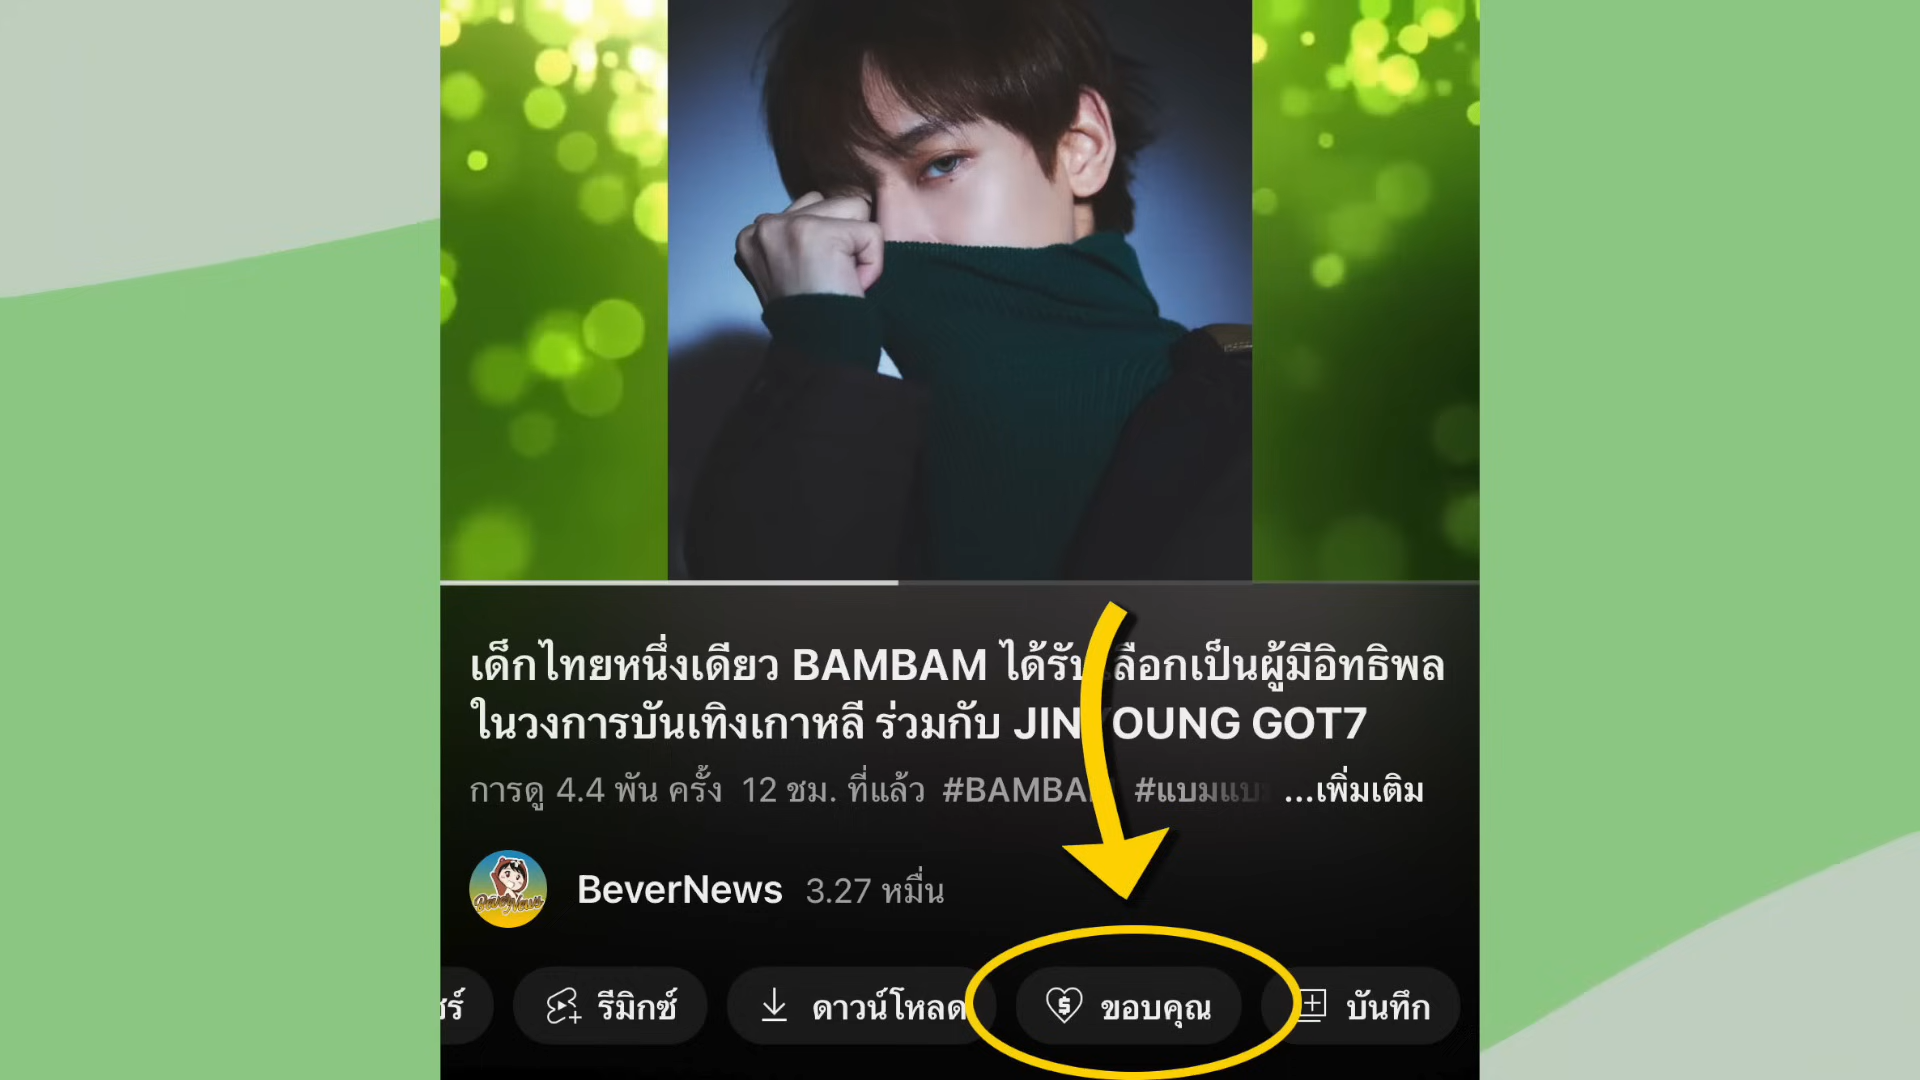 เด็กไทยหนึ่งเดียว BAMBAM ได้รับเลือกเป็นผู้มีอิทธิพล
ในวงการบันเทิงเกาหลี ร่วมกับ JINYOUNG GOT7
การดู 4.4 พัน ครั้ง 12 ชม. ที่แล้ว #BAMBAM #แบมแบม ...เพิ่มเติม
BeverNews
BeverNews 3.27 หมื่น
รีมิกซ์ ดาวน์โหลด ขอบคุณ บันทึก